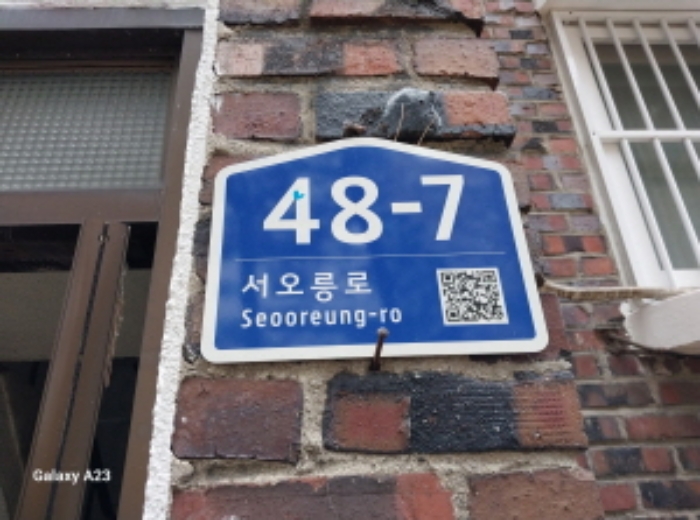 48-7
서오릉로
Seooreung-ro
Galaxy A23